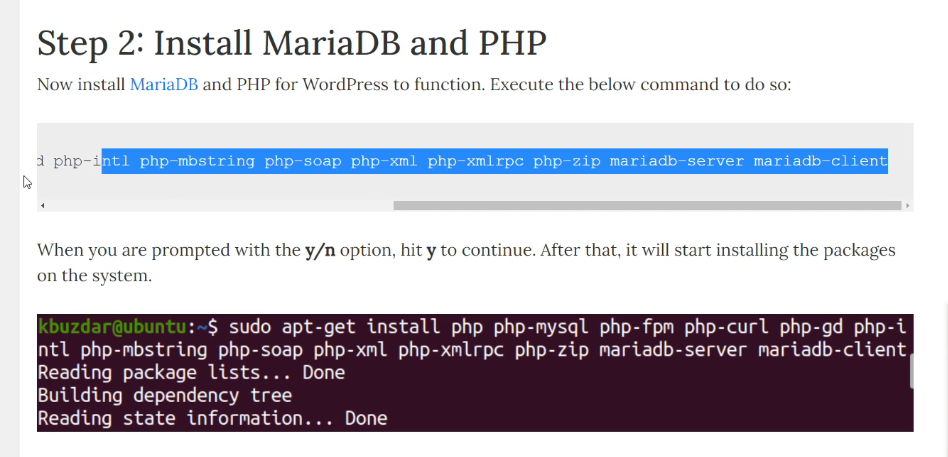 Step 2: Install MariaDB and PHP
Now install MariaDB and PHP for WordPress to function. Execute the below command to do so:
d php-intl php-mbstring php-soap php-xml php-xmlrpc php-zip mariadb-server mariadb-client
When you are prompted with the y/n option, hit y to continue. After that, it will start installing the packages
on the system.
kbuzdar@ubuntu:~$ sudo apt-get install php php-mysql php-fpm php-curl php-gd php-i
ntl php-mbstring php-soap php-xml php-xmlrpc php-zip mariadb-server mariadb-client
Reading package lists... Done
Building dependency tree
Reading state information... Done